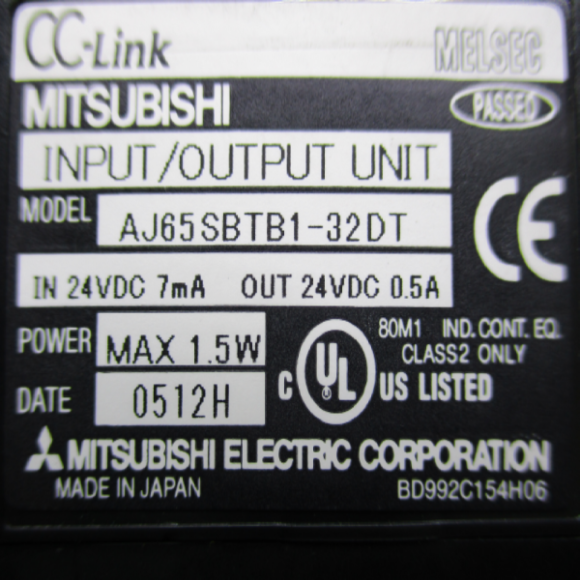 CC-Link MELSEC
MITSUBISHI PASSED
INPUT/OUTPUT UNIT
MODEL AJ65SBTB1-32DT
CE
IN 24VDC 7mA OUT 24VDC 0.5A
POWER MAX 1.5W
DATE 0512H
C UL US LISTED
80M1 IND. CONT. EQ.
CLASS2 ONLY
MITSUBISHI ELECTRIC CORPORATION
MADE IN JAPAN BD992C154H06